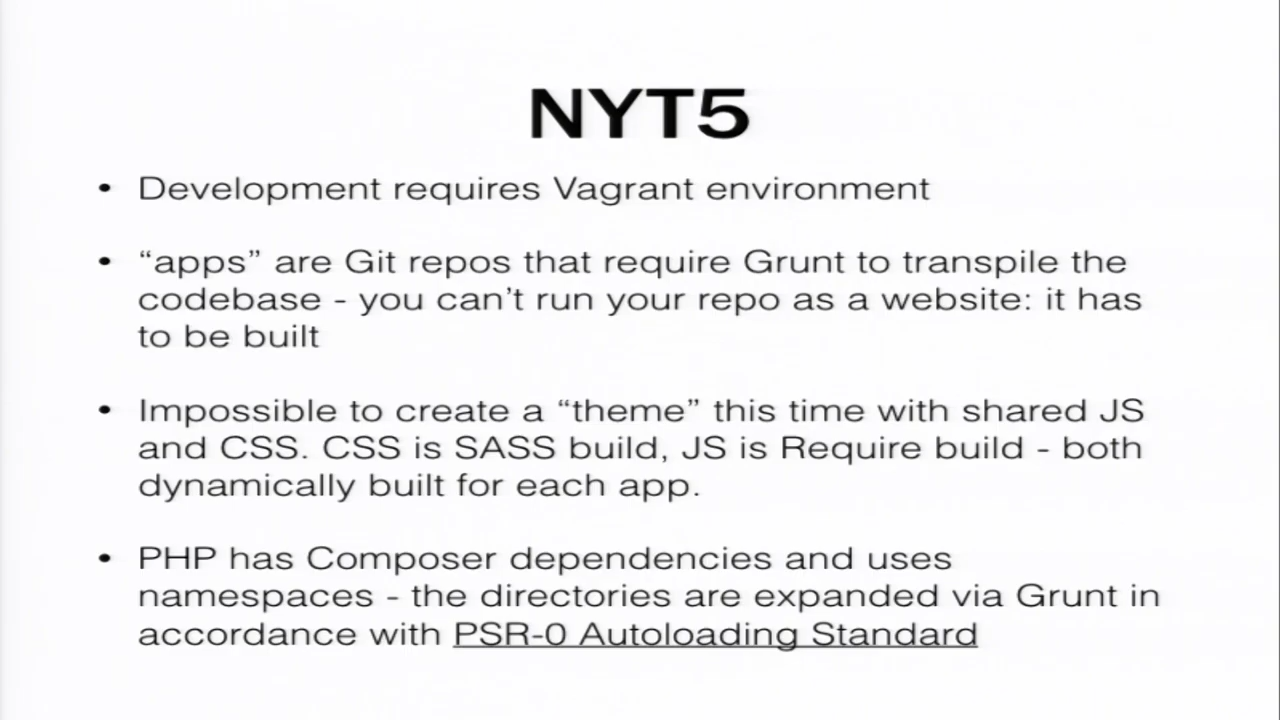 NYT5
• Development requires Vagrant environment
• “apps” are Git repos that require Grunt to transpile the
codebase - you can’t run your repo as a website: it has
to be built
• Impossible to create a “theme” this time with shared JS
and CSS. CSS is SASS build, JS is Require build - both
dynamically built for each app.
• PHP has Composer dependencies and uses
namespaces - the directories are expanded via Grunt in
accordance with PSR-0 Autoloading Standard